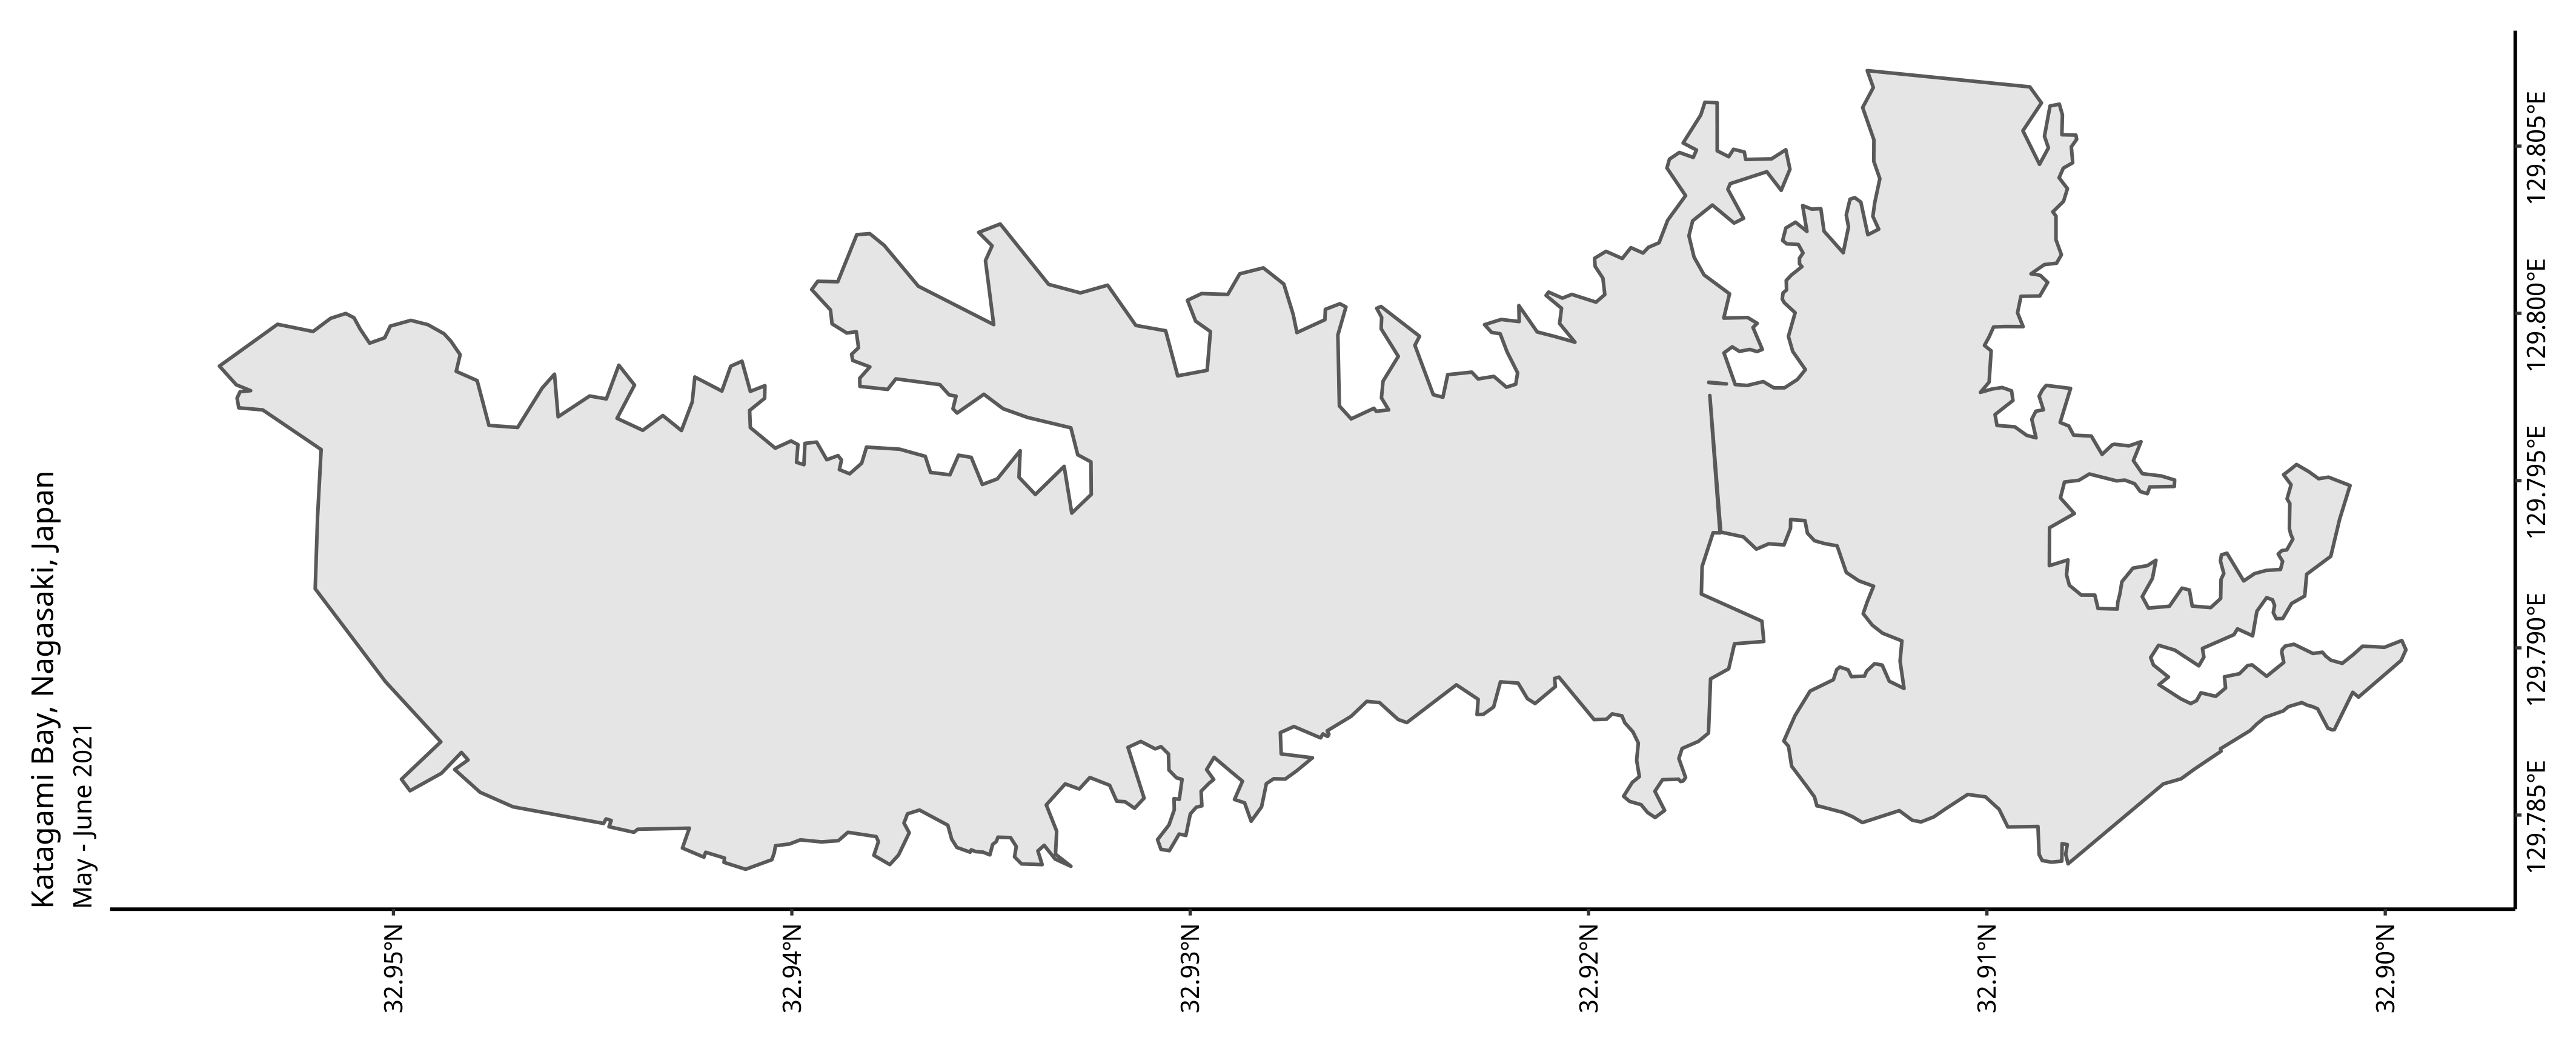 Katagami Bay, Nagasaki, Japan
May - June 2021
32.95°N
32.94°N
32.93°N
32.92°N
32.91°N
32.90°N
129.785°E
129.790°E
129.795°E
129.800°E
129.805°E